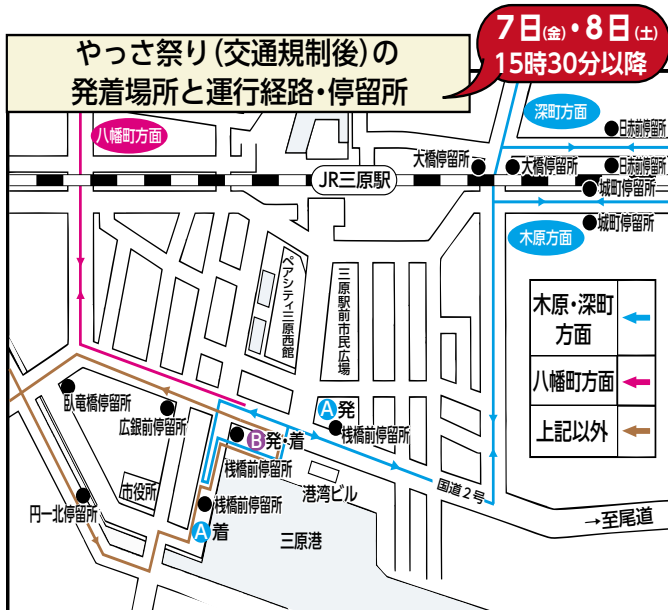 やっさ祭り(交通規制後)の
発着場所と運行経路・停留所
7日(金)・8日(土)
15時30分以降
八幡町方面
深町方面
日赤前停留所
大橋停留所
大橋停留所
日赤前停留所
JR三原駅
城町停留所
木原方面
城町停留所
ペアシティ三原西館
三原駅前市民広場
木原・深町
方面
八幡町方面
上記以外
臥竜橋停留所
広銀前停留所
A発
桟橋前停留所
B発・着
桟橋前停留所
市役所
港湾ビル
国道2号
円一北停留所
桟橋前停留所
A着
三原港
→至尾道